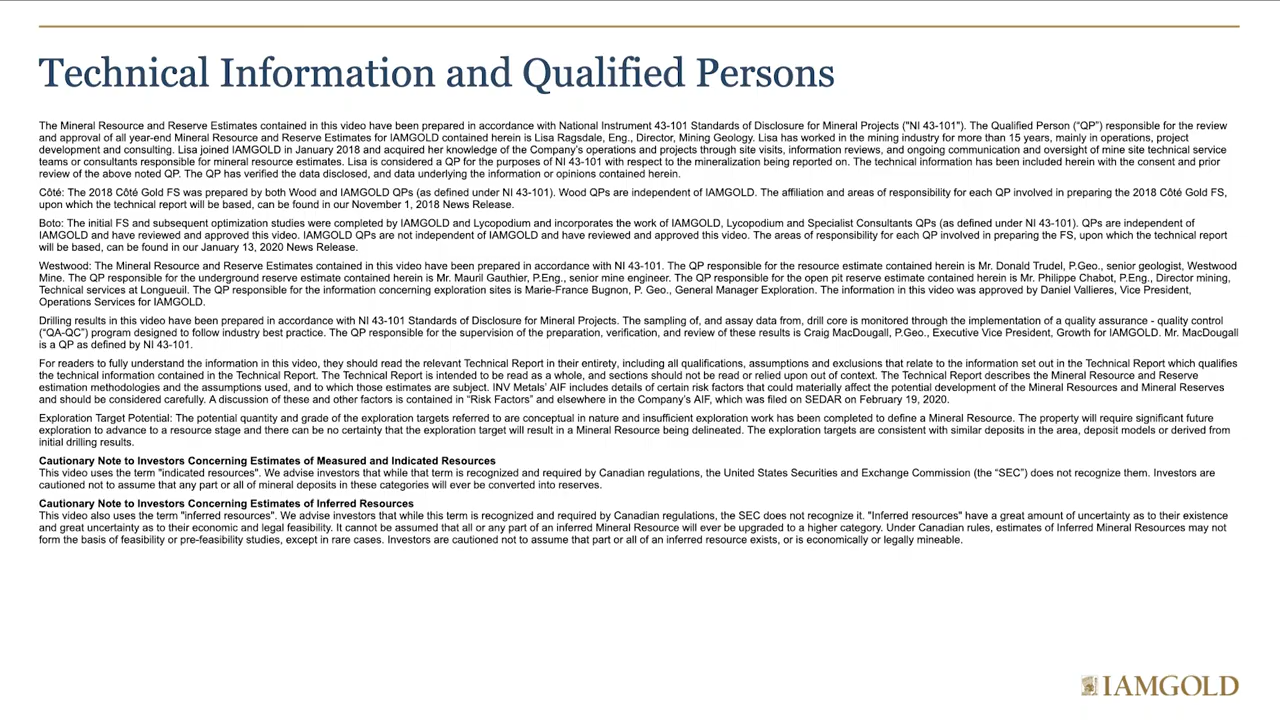 Technical Information and Qualified Persons
The Mineral Resource and Reserve Estimates contained in this video have been prepared in accordance with National Instrument 43-101 Standards of Disclosure for Mineral Projects ("NI 43-101"). The Qualified Person (“QP”) responsible for the review
and approval of all year-end Mineral Resource and Reserve Estimates for IAMGOLD contained herein is Lisa Ragsdale, Eng., Director, Mining Geology. Lisa has worked in the mining industry for more than 15 years, mainly in operations, project
development and consulting. Lisa joined IAMGOLD in January 2018 and acquired her knowledge of the Company’s operations and projects through site visits, information reviews, and ongoing communication and oversight of mine site technical service
teams or consultants responsible for mineral resource estimates. Lisa is considered a QP for the purposes of NI 43-101 with respect to the mineralization being reported on. The technical information has been included herein with the consent and prior
review of the above noted QP. The QP has verified the data disclosed, and data underlying the information or opinions contained herein.
Côté: The 2018 Côté Gold FS was prepared by both Wood and IAMGOLD QPs (as defined under NI 43-101). Wood QPs are independent of IAMGOLD. The affiliation and areas of responsibility for each QP involved in preparing the 2018 Côté Gold FS,
upon which the technical report will be based, can be found in our November 1, 2018 News Release.
Boto: The initial FS and subsequent optimization studies were completed by IAMGOLD and Lycopodium and incorporates the work of IAMGOLD, Lycopodium and Specialist Consultants QPs (as defined under NI 43-101). QPs are independent of
IAMGOLD and have reviewed and approved this video. IAMGOLD QPs are not independent of IAMGOLD and have reviewed and approved this video. The areas of responsibility for each QP involved in preparing the FS, upon which the technical report
will be based, can be found in our January 13, 2020 News Release.
Westwood: The Mineral Resource and Reserve Estimates contained in this video have been prepared in accordance with NI 43-101. The QP responsible for the resource estimate contained herein is Mr. Donald Trudel, P.Geo., senior geologist, Westwood
Mine. The QP responsible for the underground reserve estimate contained herein is Mr. Mauril Gauthier, P.Eng., senior mine engineer. The QP responsible for the open pit reserve estimate contained herein is Mr. Philippe Chabot, P.Eng., Director mining,
Technical services at Longueuil. The QP responsible for the information concerning exploration sites is Marie-France Bugnon, P. Geo., General Manager Exploration. The information in this video was approved by Daniel Vallieres, Vice President,
Operations Services for IAMGOLD.
Drilling results in this video have been prepared in accordance with NI 43-101 Standards of Disclosure for Mineral Projects. The sampling of, and assay data from, drill core is monitored through the implementation of a quality assurance - quality control
(“QA-QC”) program designed to follow industry best practice. The QP responsible for the supervision of the preparation, verification, and review of these results is Craig MacDougall, P.Geo., Executive Vice President, Growth for IAMGOLD. Mr. MacDougall
is a QP as defined by NI 43-101.
For readers to fully understand the information in this video, they should read the relevant Technical Report in their entirety, including all qualifications, assumptions and exclusions that relate to the information set out in the Technical Report which qualifies
the technical information contained in the Technical Report. The Technical Report is intended to be read as a whole, and sections should not be read or relied upon out of context. The Technical Report describes the Mineral Resource and Reserve
estimation methodologies and the assumptions used, and to which those estimates are subject. INV Metals’ AIF includes details of certain risk factors that could materially affect the potential development of the Mineral Resources and Mineral Reserves
and should be considered carefully. A discussion of these and other factors is contained in “Risk Factors” and elsewhere in the Company’s AIF, which was filed on SEDAR on February 19, 2020.
Exploration Target Potential: The potential quantity and grade of the exploration targets referred to are conceptual in nature and insufficient exploration work has been completed to define a Mineral Resource. The property will require significant future
exploration to advance to a resource stage and there can be no certainty that the exploration target will result in a Mineral Resource being delineated. The exploration targets are consistent with similar deposits in the area, deposit models or derived from
initial drilling results.
Cautionary Note to Investors Concerning Estimates of Measured and Indicated Resources
This video uses the term "indicated resources". We advise investors that while that term is recognized and required by Canadian regulations, the United States Securities and Exchange Commission (the “SEC”) does not recognize them. Investors are
cautioned not to assume that any part or all of mineral deposits in these categories will ever be converted into reserves.
Cautionary Note to Investors Concerning Estimates of Inferred Resources
This video also uses the term "inferred resources". We advise investors that while this term is recognized and required by Canadian regulations, the SEC does not recognize it. "Inferred resources" have a great amount of uncertainty as to their existence
and great uncertainty as to their economic and legal feasibility. It cannot be assumed that all or any part of an inferred Mineral Resource will ever be upgraded to a higher category. Under Canadian rules, estimates of Inferred Mineral Resources may not
form the basis of feasibility or pre-feasibility studies, except in rare cases. Investors are cautioned not to assume that part or all of an inferred resource exists, or is economically or legally mineable.
IAMGOLD